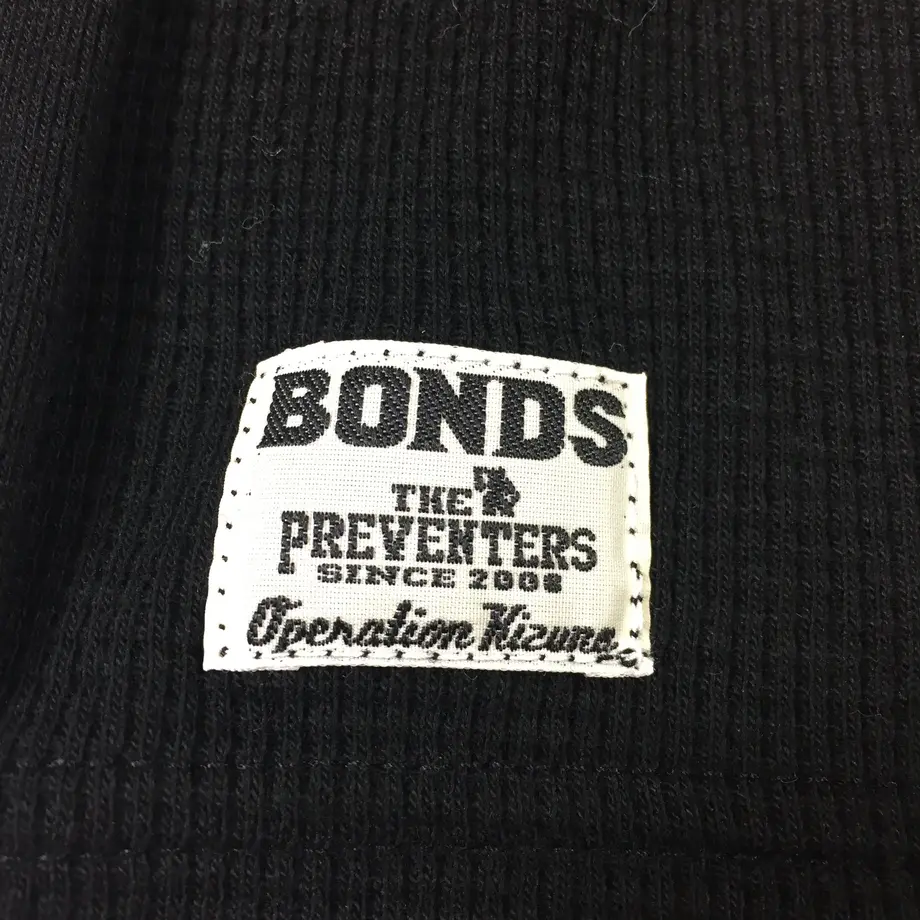 BONDS
THE
PREVENTERS
SINCE 2008
Operation Kizuna